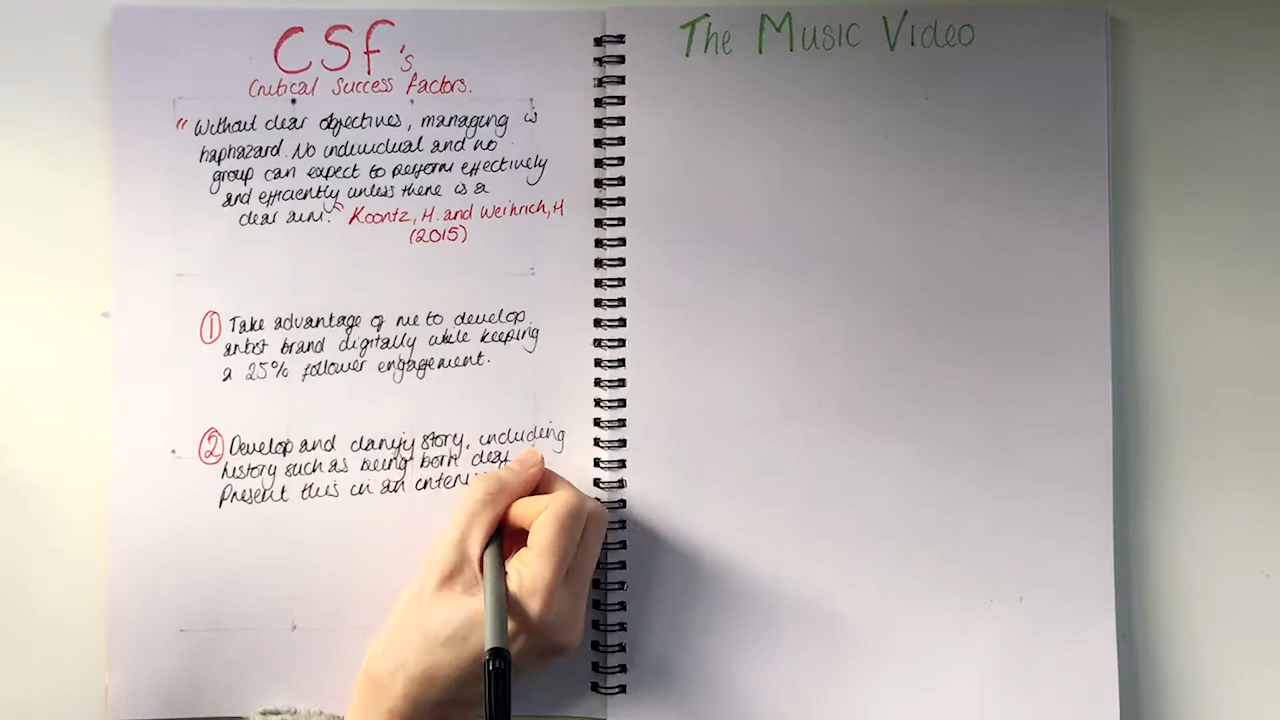 CSF's
Critical Success Factors.
"Without clear objectives, managing is
haphazard. No individual and no
group can expect to perform effectively
and efficiently unless there is a
clear aim." Koontz, H. and Weihrich, H
(2015)
① Take advantage of me to develop
artist brand digitally while keeping
a 25% follower engagement.
② Develop and clarify story, including
history such as being born deaf
Present this in an
The Music Video